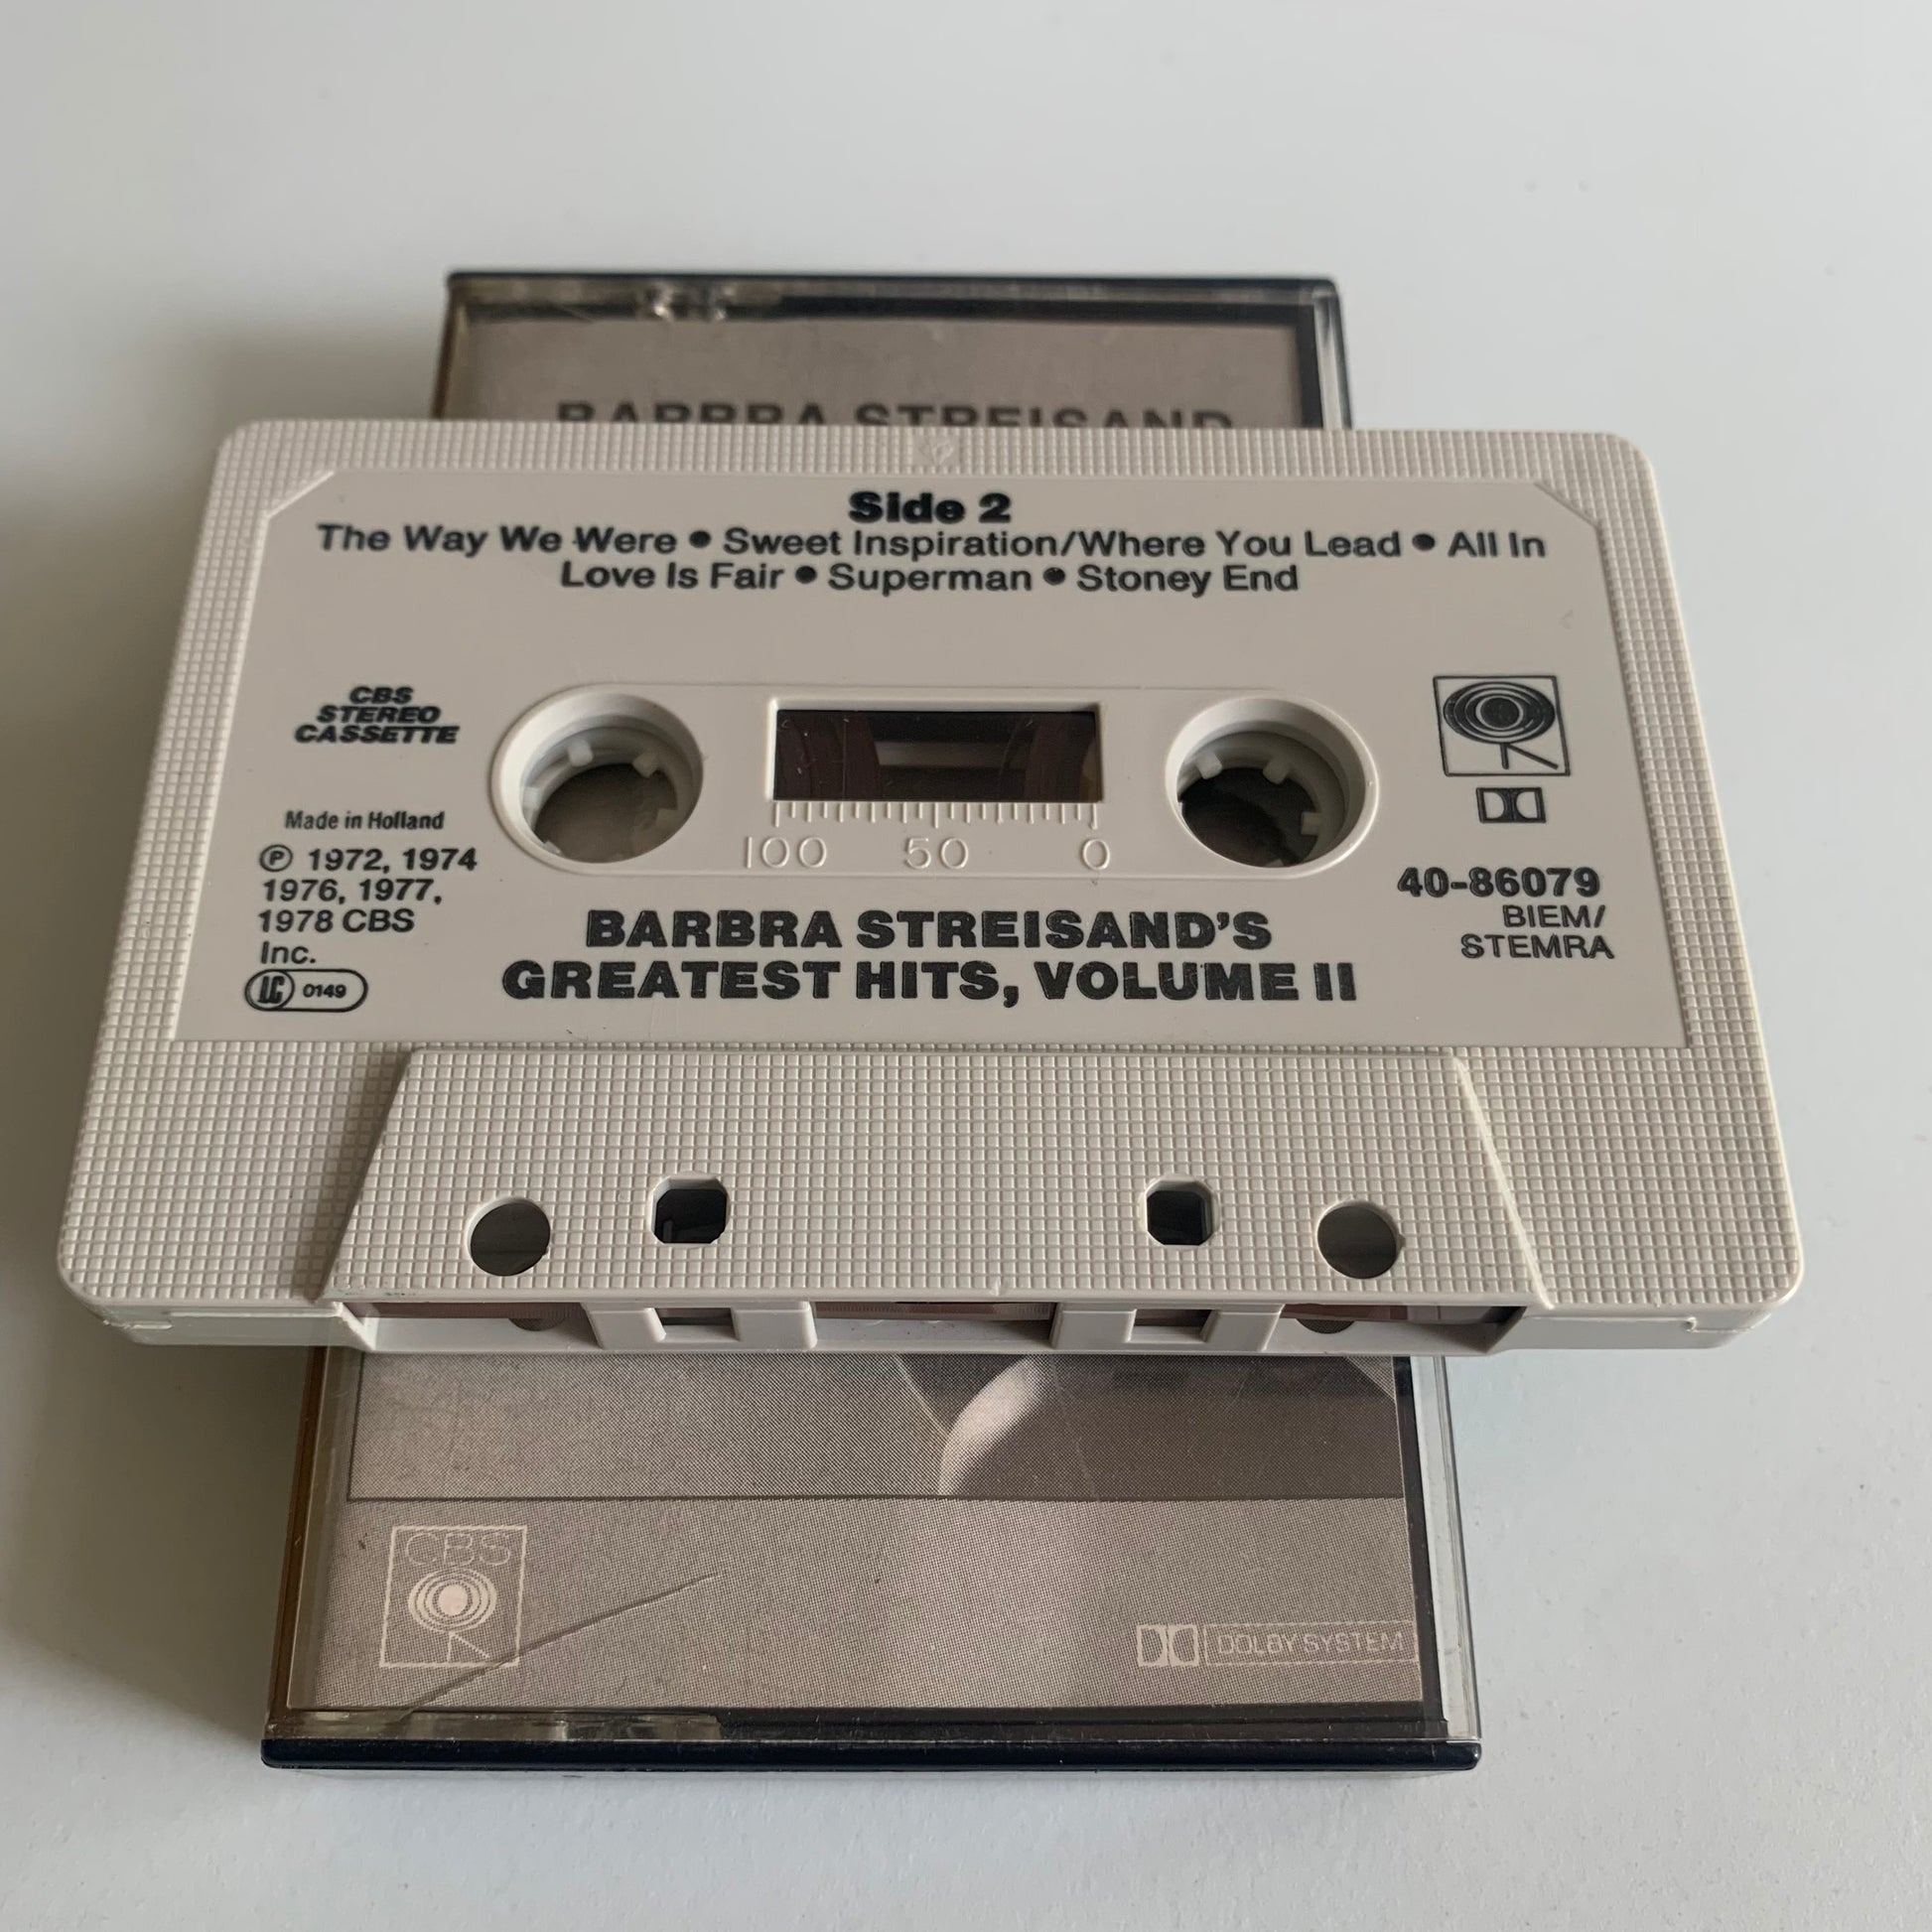 BARBRA STREISAND
Side 2
The Way We Were ● Sweet Inspiration/Where You Lead ● All In
Love Is Fair ● Superman ● Stoney End
CBS
STEREO
CASSETTE
Made in Holland
℗ 1972, 1974
1976, 1977,
1978 CBS
Inc.
LC 0149
100 50 0
40-86079
BIEM/
STEMRA
BARBRA STREISAND'S
GREATEST HITS, VOLUME II
CBS
DOLBY SYSTEM